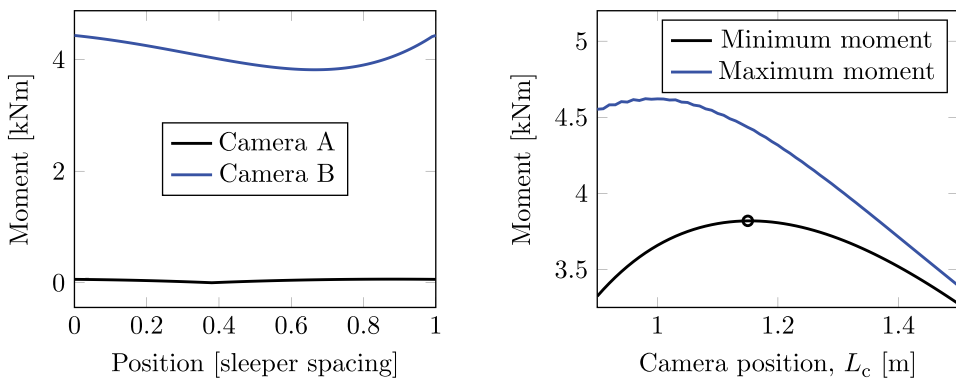 4
2
0
Moment [kNm]
Camera A
Camera B
0
0.2
0.4
0.6
0.8
1
Position [sleeper spacing]
5
4.5
4
3.5
Moment [kNm]
Minimum moment
Maximum moment
1
1.2
1.4
Camera position, L_c [m]